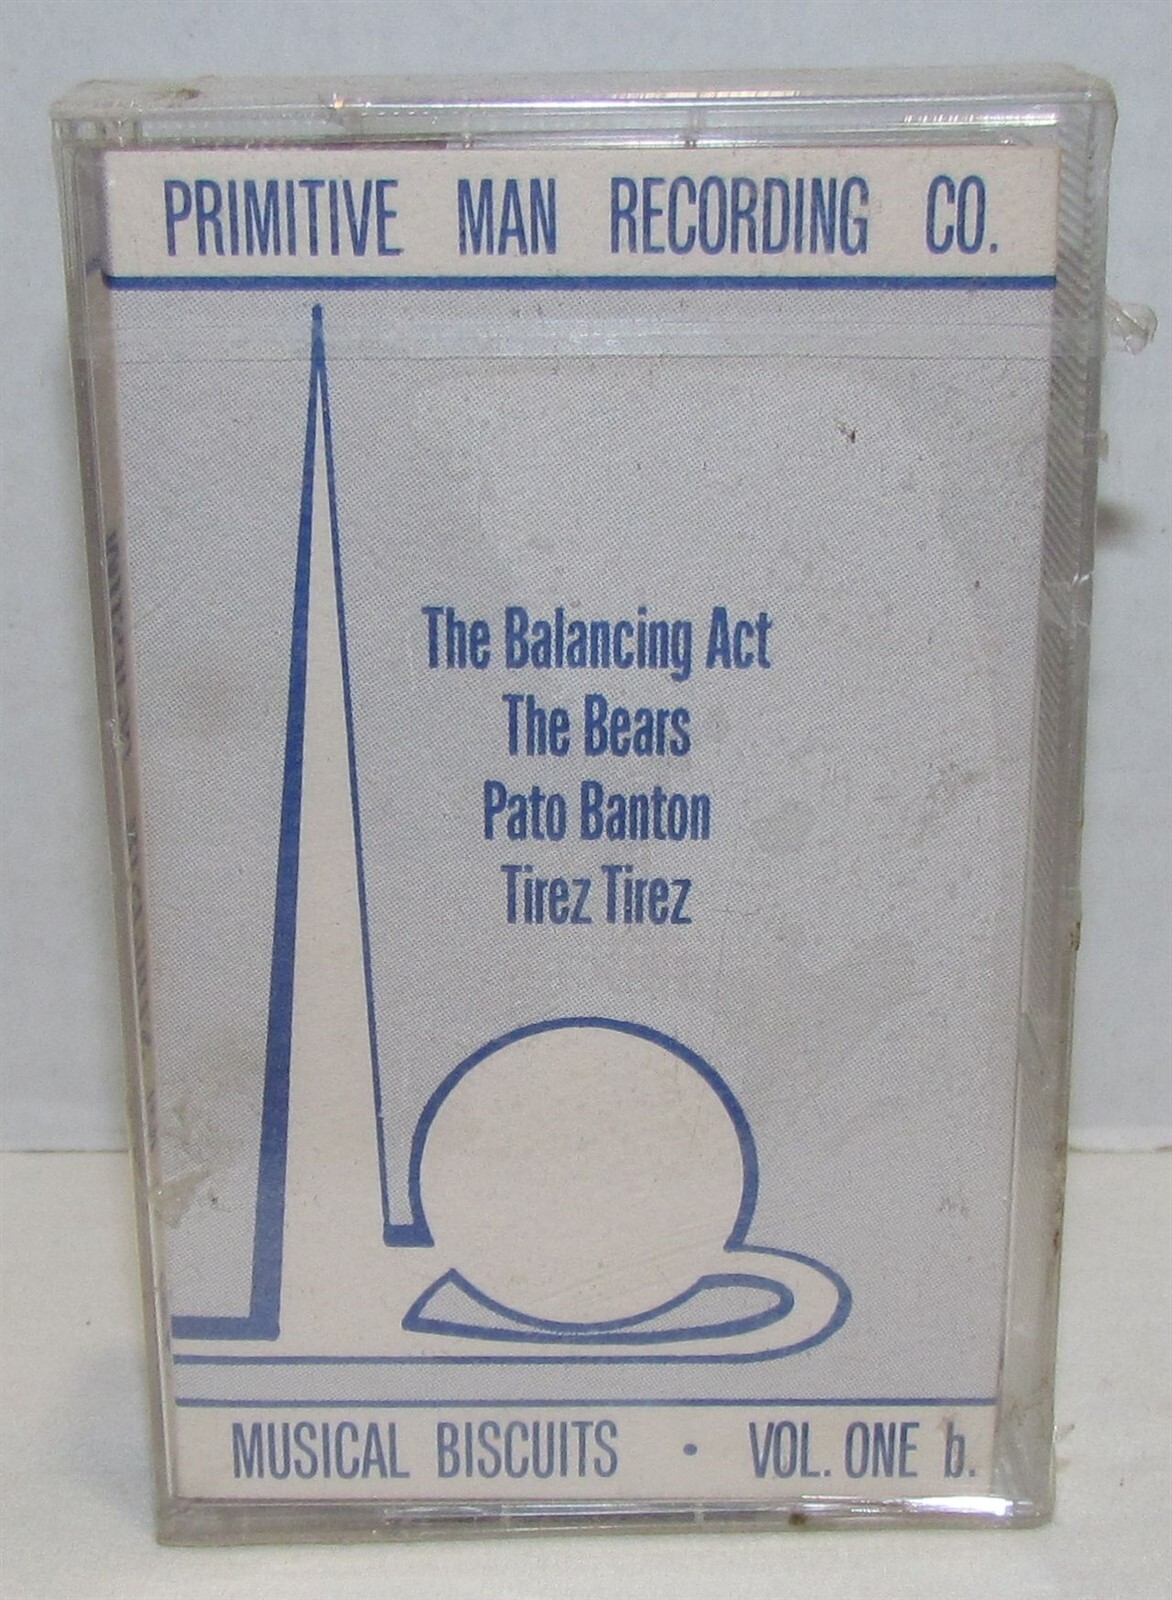 PRIMITIVE MAN RECORDING CO.
The Balancing Act
The Bears
Pato Banton
Tirez Tirez
MUSICAL BISCUITS • VOL. ONE b.